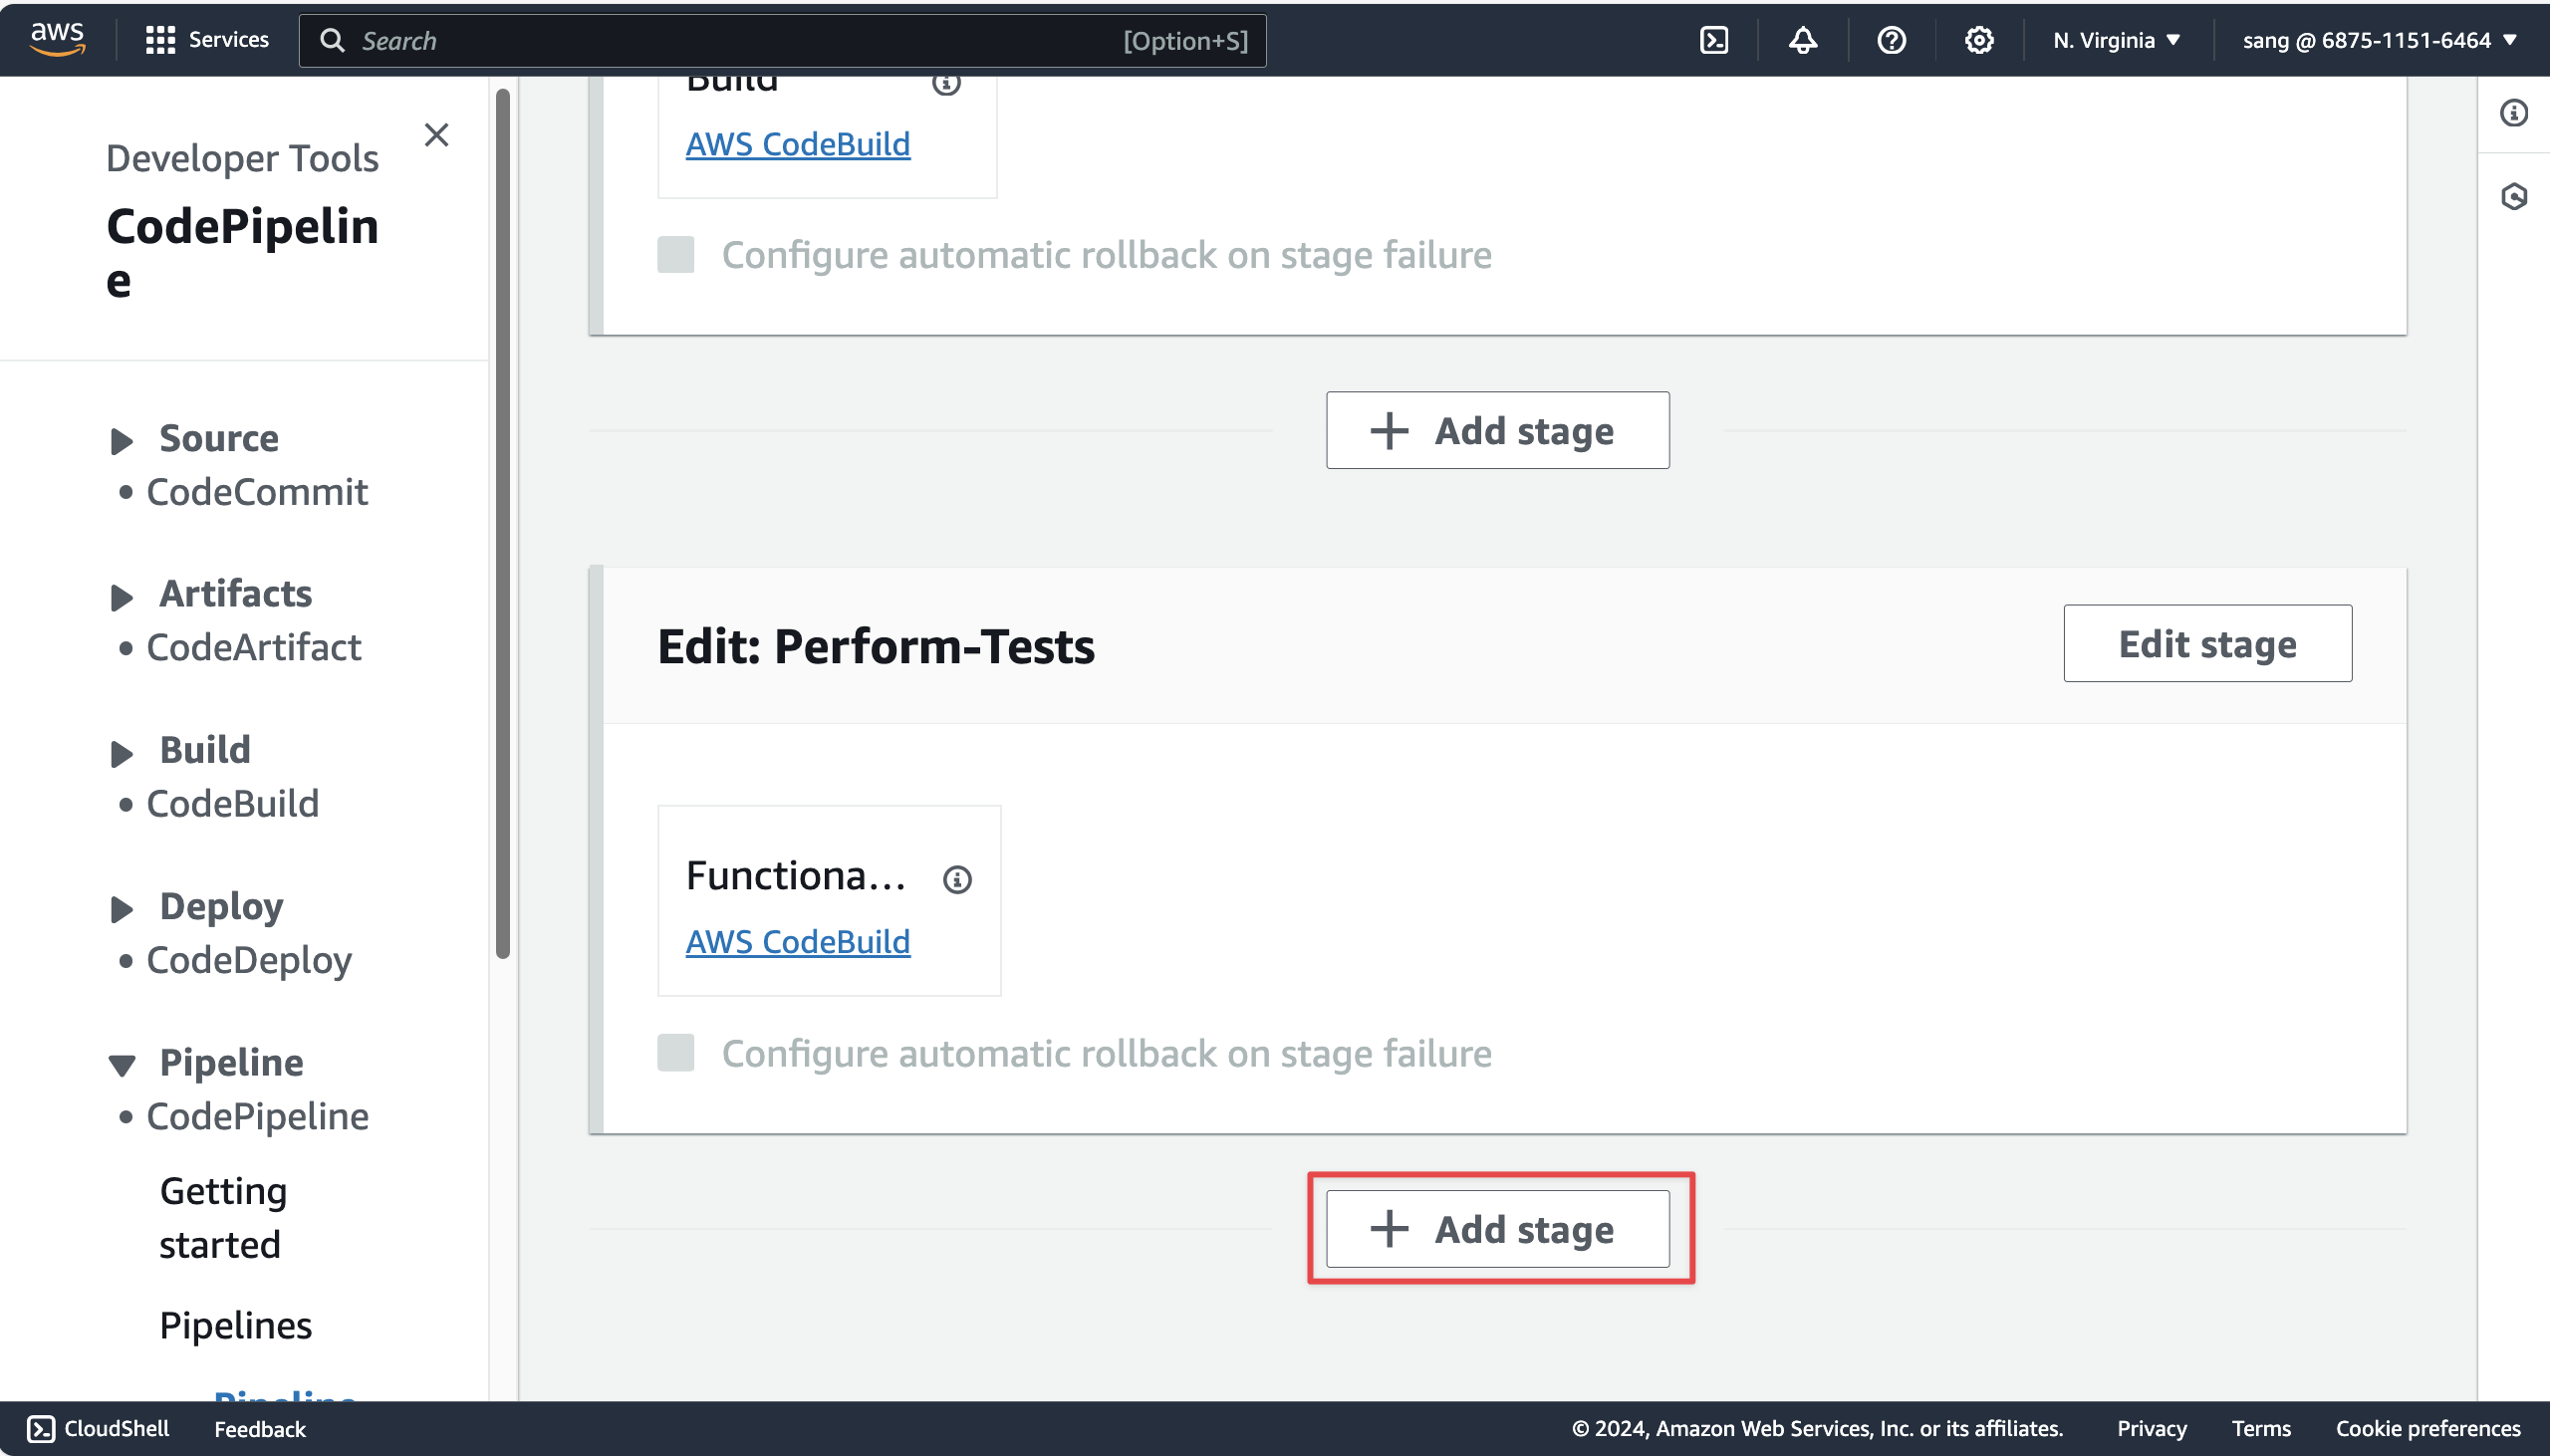 aws
Services
Search
[Option+S]
N. Virginia
sang @ 6875-1151-6464
Developer Tools
CodePipelin
e
Source
• CodeCommit
Artifacts
• CodeArtifact
Build
• CodeBuild
Deploy
• CodeDeploy
Pipeline
• CodePipeline
Getting
started
Pipelines
Pipeline
Build
AWS CodeBuild
Configure automatic rollback on stage failure
Add stage
Edit: Perform-Tests
Edit stage
Functiona...
AWS CodeBuild
Configure automatic rollback on stage failure
Add stage
CloudShell
Feedback
© 2024, Amazon Web Services, Inc. or its affiliates.
Privacy
Terms
Cookie preferences